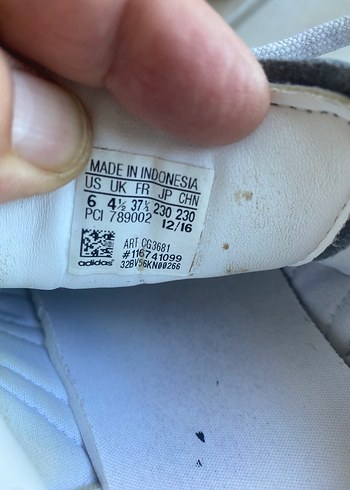 MADE IN INDONESIA
US UK FR JP CHN
6 4½ 37⅓ 230 230
PCI 789002 12/16
ART CG3681
#116741099
adidas 32BV56KN00266